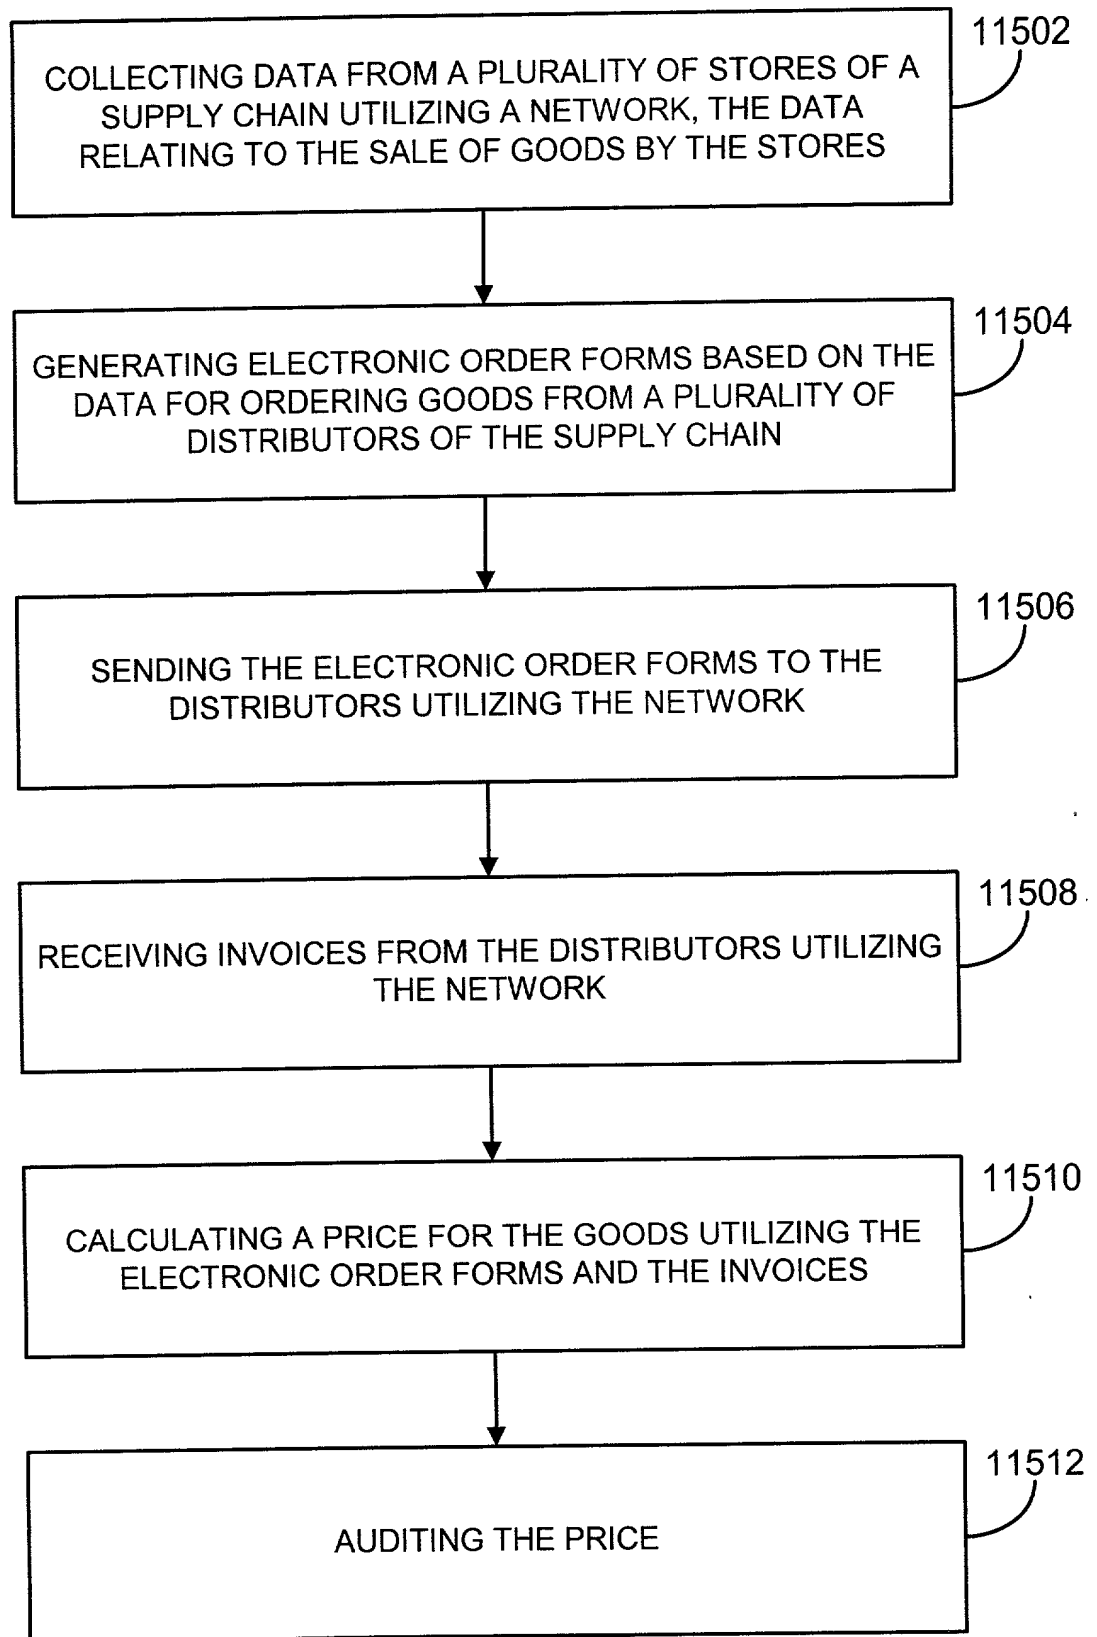 11502
COLLECTING DATA FROM A PLURALITY OF STORES OF A
SUPPLY CHAIN UTILIZING A NETWORK, THE DATA
RELATING TO THE SALE OF GOODS BY THE STORES
11504
GENERATING ELECTRONIC ORDER FORMS BASED ON THE
DATA FOR ORDERING GOODS FROM A PLURALITY OF
DISTRIBUTORS OF THE SUPPLY CHAIN
11506
SENDING THE ELECTRONIC ORDER FORMS TO THE
DISTRIBUTORS UTILIZING THE NETWORK
11508
RECEIVING INVOICES FROM THE DISTRIBUTORS UTILIZING
THE NETWORK
11510
CALCULATING A PRICE FOR THE GOODS UTILIZING THE
ELECTRONIC ORDER FORMS AND THE INVOICES
11512
AUDITING THE PRICE